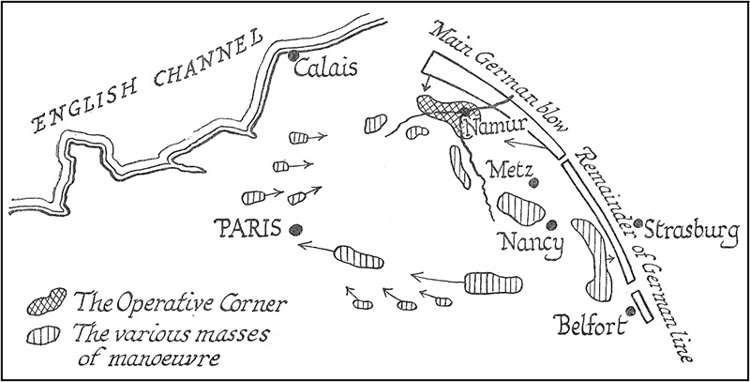 ENGLISH CHANNEL
Calais
Main German blow
Namur
Metz
Remainder of German line
PARIS
Nancy
Strasburg
Belfort
The Operative Corner
The various masses
of manoeuvre